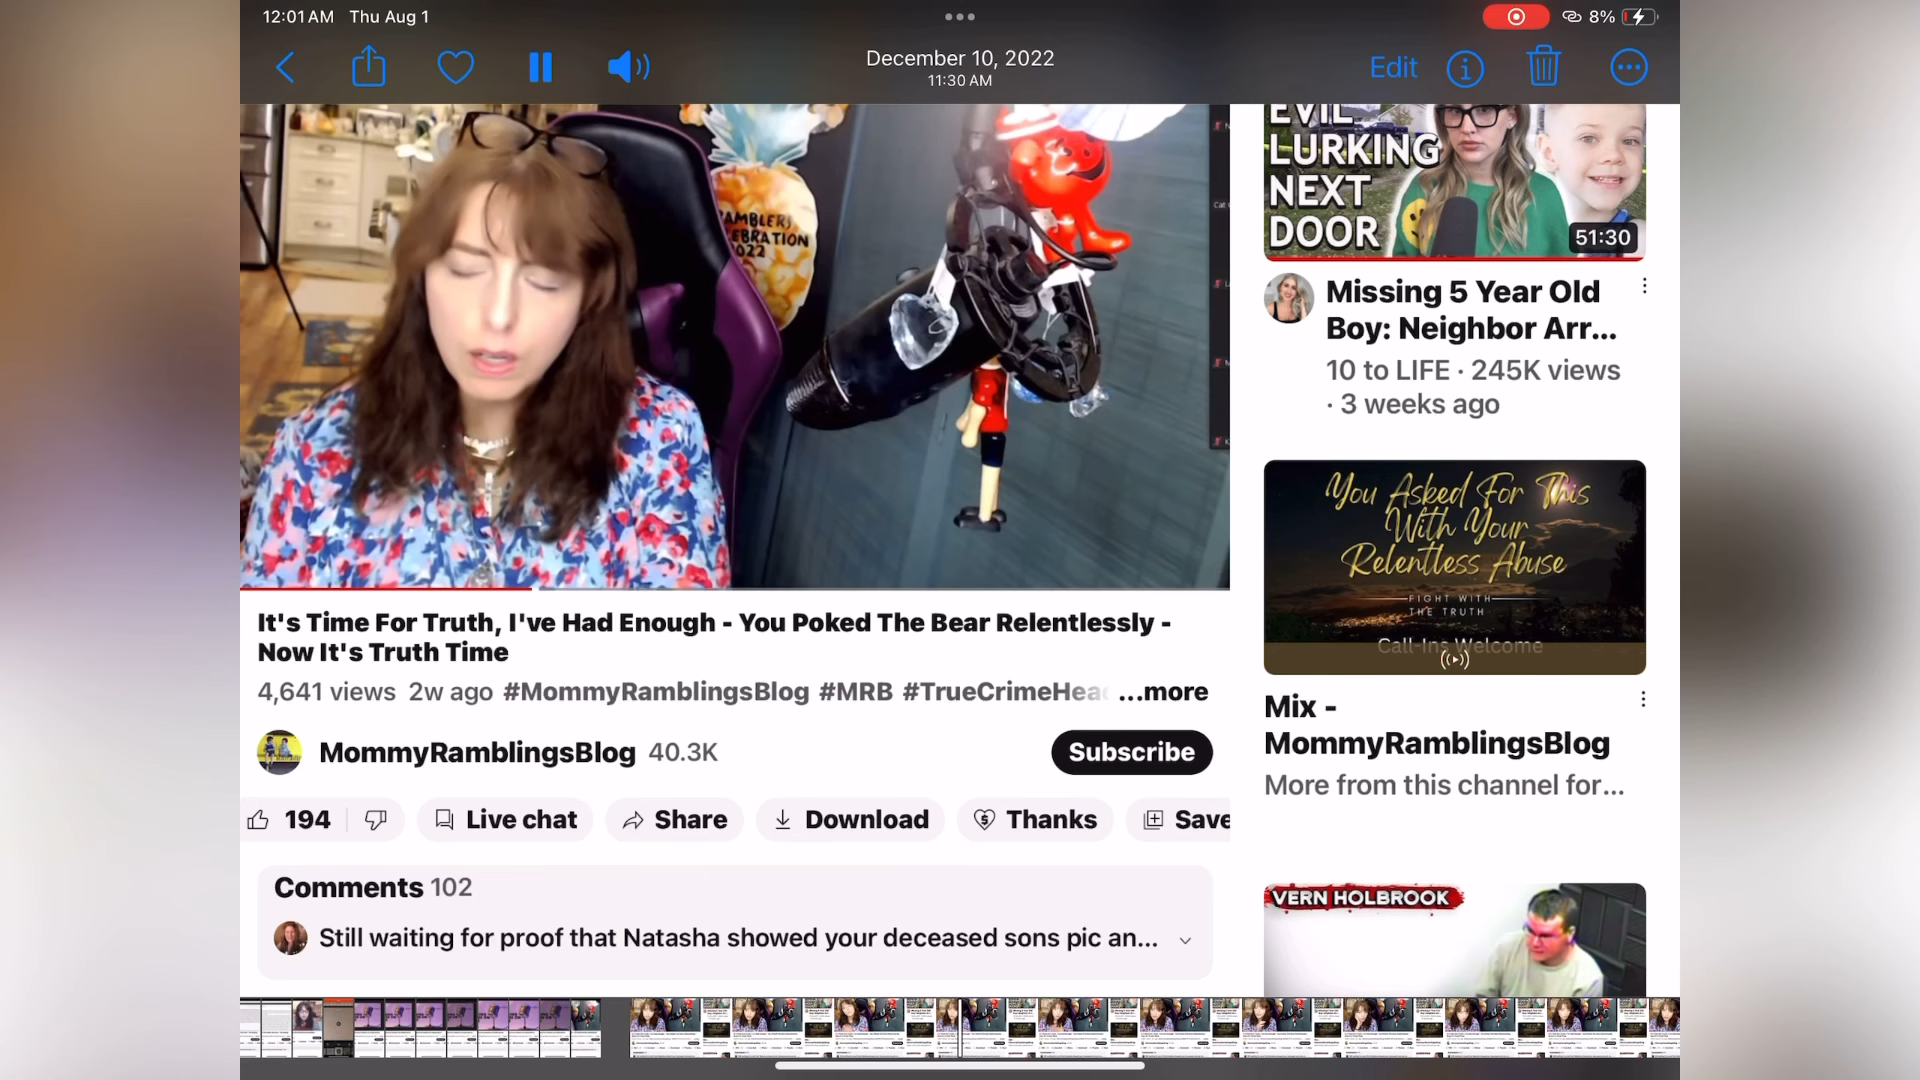 12:01 AM Thu Aug 1
8%
December 10, 2022
11:30 AM
Edit
AMBLERS
EBRATION
022
EVIL
LURKING
NEXT
DOOR
51:30
Missing 5 Year Old
Boy: Neighbor Arr...
10 to LIFE · 245K views
· 3 weeks ago
You Asked For This
With Your
Relentless Abuse
FIGHT WITH
THE TRUTH
Call-Ins Welcome
Mix -
MommyRamblingsBlog
More from this channel for...
VERN HOLBROOK
It's Time For Truth, I've Had Enough - You Poked The Bear Relentlessly -
Now It's Truth Time
4,641 views 2w ago #MommyRamblingsBlog #MRB #TrueCrimeHea ...more
MommyRamblingsBlog 40.3K
Subscribe
194 Live chat Share Download Thanks Save
Comments 102
Still waiting for proof that Natasha showed your deceased sons pic an...